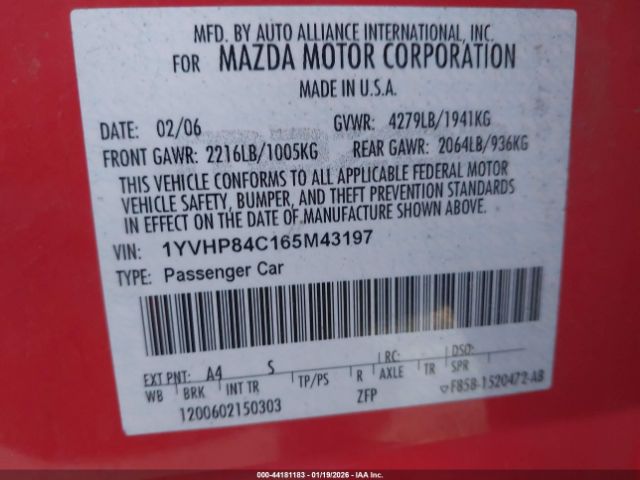 MFD. BY AUTO ALLIANCE INTERNATIONAL, INC.
FOR MAZDA MOTOR CORPORATION
MADE IN U.S.A.
DATE: 02/06 GVWR: 4279LB/1941KG
FRONT GAWR: 2216LB/1005KG REAR GAWR: 2064LB/936KG
THIS VEHICLE CONFORMS TO ALL APPLICABLE FEDERAL MOTOR
VEHICLE SAFETY, BUMPER, AND THEFT PREVENTION STANDARDS
IN EFFECT ON THE DATE OF MANUFACTURE SHOWN ABOVE.
VIN: 1YVHP84C165M43197
TYPE: Passenger Car
EXT PNT: A4 S RC: DSO:
WB BRK INT TR TP/PS R AXLE TR SPR
1200602150303 ZFP F85B-1520472-AB
000-44181183 - 01/19/2026 - IAA Inc.